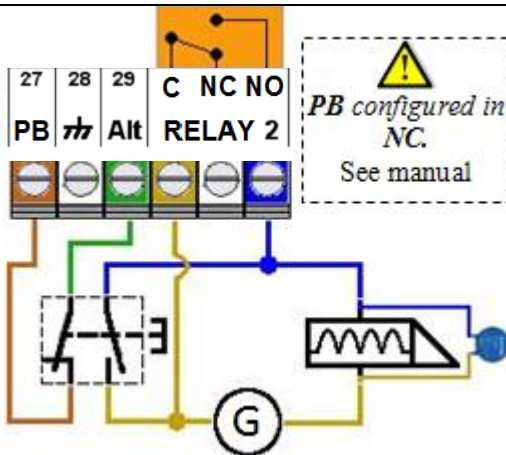 27 28 29 C NC NO
PB Alt RELAY 2
!
PB configured in
NC.
See manual
G